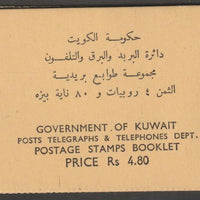 حكومة الكويت
دائرة البريد والبرق والتلفون
مجموعة طوابع بريدية
الثمن ٤ روبيات و ٨٠ ناية بيزه
GOVERNMENT OF KUWAIT
POSTS TELEGRAPHS & TELEPHONES DEPT.
POSTAGE STAMPS BOOKLET
PRICE Rs 4.80